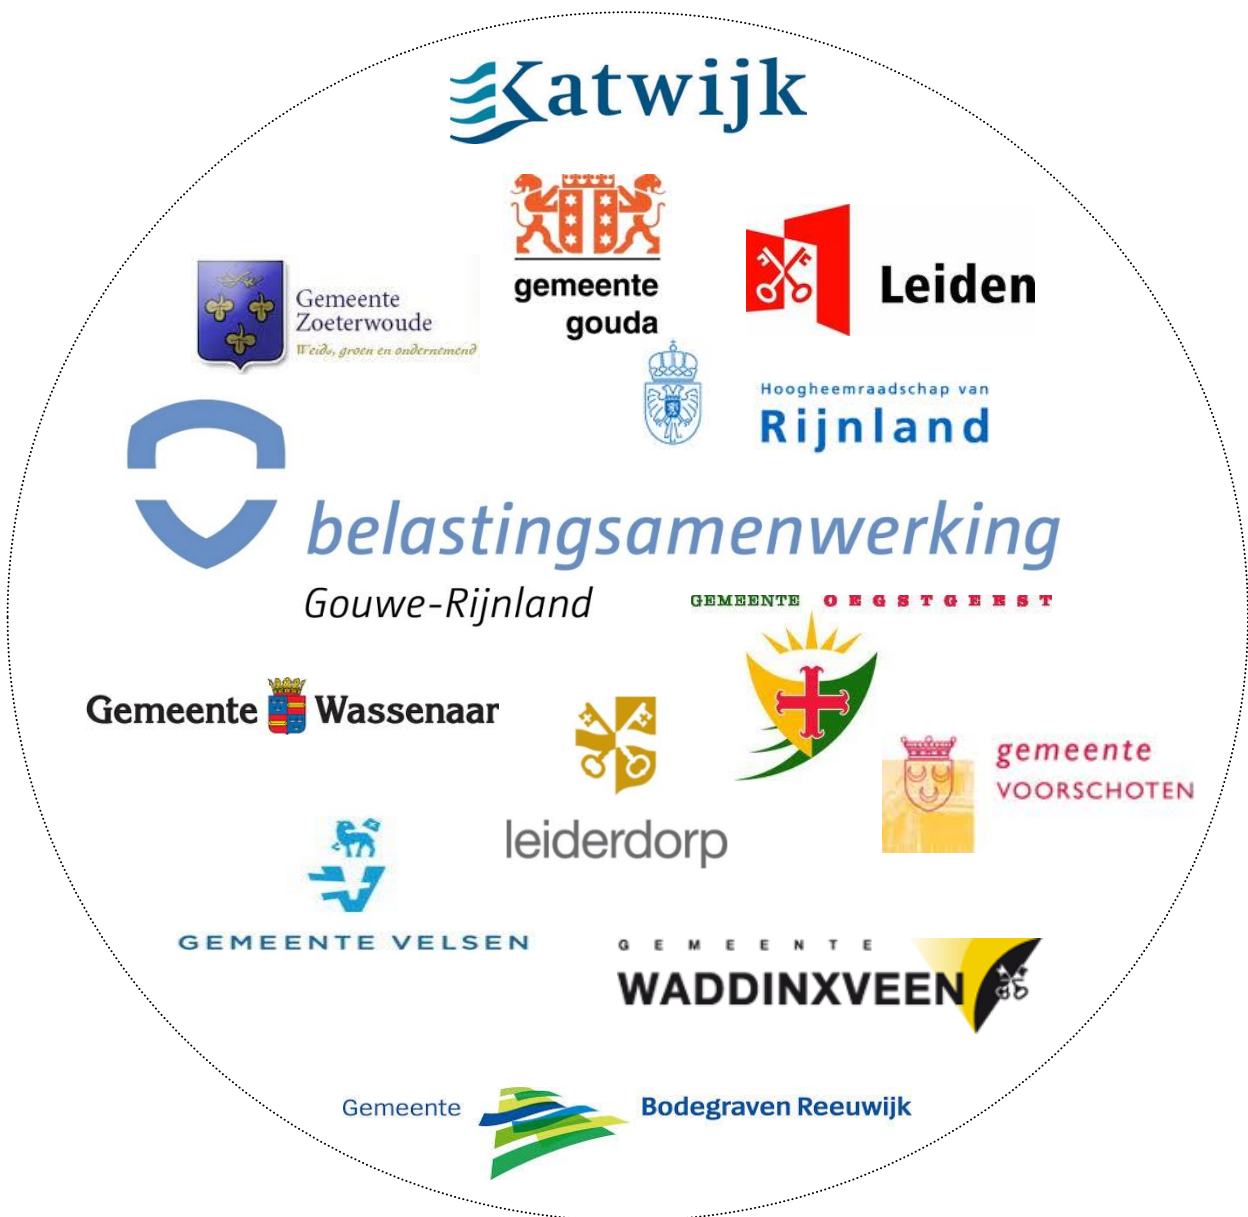 Katwijk
gemeente
gouda
Leiden
Gemeente
Zoeterwoude
Weids, groen en ondernemend
Hoogheemraadschap van
Rijnland
belastingsamenwerking
Gouwe-Rijnland
GEMEENTE OEGSTGEEST
Gemeente Wassenaar
gemeente
VOORSCHOTEN
leiderdorp
GEMEENTE VELSEN
GEMEENTE
WADDINXVEEN
Gemeente Bodegraven Reeuwijk